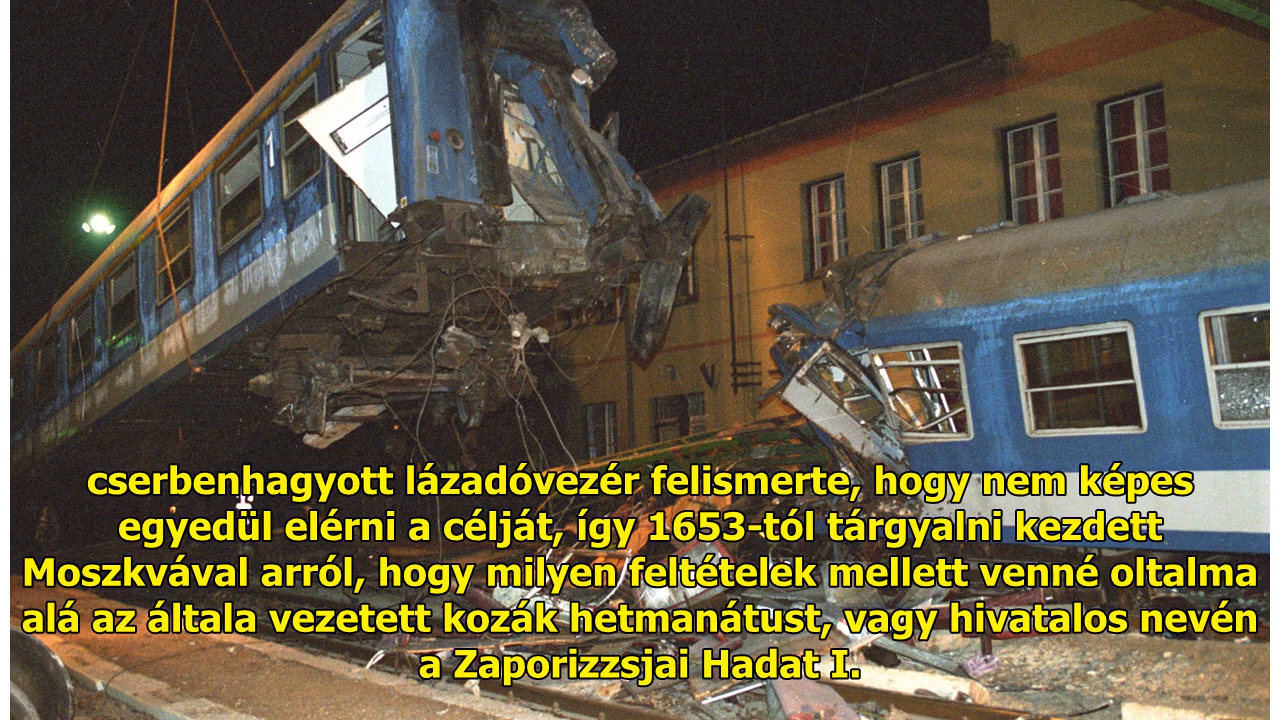 1
cserbenhagyott lázadóvezér felismerte, hogy nem képes
egyedül elérni a célját, így 1653-tól tárgyalni kezdett
Moszkvával arról, hogy milyen feltételek mellett venné oltalma
alá az általa vezetett kozák hetmanátust, vagy hivatalos nevén
a Zaporizzsjai Hadat I.
V